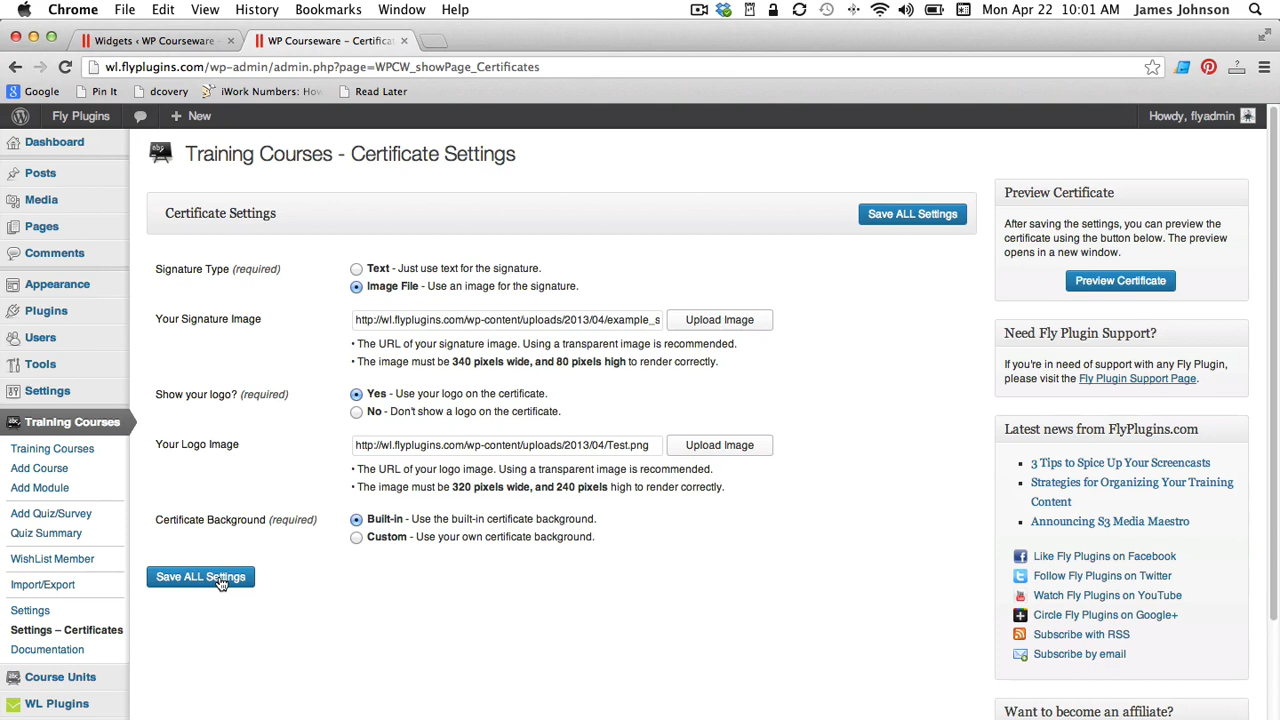 Chrome File Edit View History Bookmarks Window Help Mon Apr 22 10:01 AM James Johnson
Widgets ‹ WP Courseware
WP Courseware – Certifica
wl.flyplugins.com/wp-admin/admin.php?page=WPCW_showPage_Certificates
Google Pin It dcovery iWork Numbers: How Read Later
Fly Plugins + New Howdy, flyadmin
Dashboard
Posts
Media
Pages
Comments
Appearance
Plugins
Users
Tools
Settings
Training Courses
Training Courses
Add Course
Add Module
Add Quiz/Survey
Quiz Summary
WishList Member
Import/Export
Settings
Settings – Certificates
Documentation
Course Units
WL Plugins
abc Training Courses - Certificate Settings
Certificate Settings Save ALL Settings
Signature Type (required) Text - Just use text for the signature.
Image File - Use an image for the signature.
Your Signature Image http://wl.flyplugins.com/wp-content/uploads/2013/04/example_s Upload Image
• The URL of your signature image. Using a transparent image is recommended.
• The image must be 340 pixels wide, and 80 pixels high to render correctly.
Show your logo? (required) Yes - Use your logo on the certificate.
No - Don't show a logo on the certificate.
Your Logo Image http://wl.flyplugins.com/wp-content/uploads/2013/04/Test.png Upload Image
• The URL of your logo image. Using a transparent image is recommended.
• The image must be 320 pixels wide, and 240 pixels high to render correctly.
Certificate Background (required) Built-in - Use the built-in certificate background.
Custom - Use your own certificate background.
Save ALL Settings
Preview Certificate
After saving the settings, you can preview the
certificate using the button below. The preview
opens in a new window.
Preview Certificate
Need Fly Plugin Support?
If you're in need of support with any Fly Plugin,
please visit the Fly Plugin Support Page.
Latest news from FlyPlugins.com
3 Tips to Spice Up Your Screencasts
Strategies for Organizing Your Training
Content
Announcing S3 Media Maestro
Like Fly Plugins on Facebook
Follow Fly Plugins on Twitter
Watch Fly Plugins on YouTube
Circle Fly Plugins on Google+
Subscribe with RSS
Subscribe by email
Want to become an affiliate?